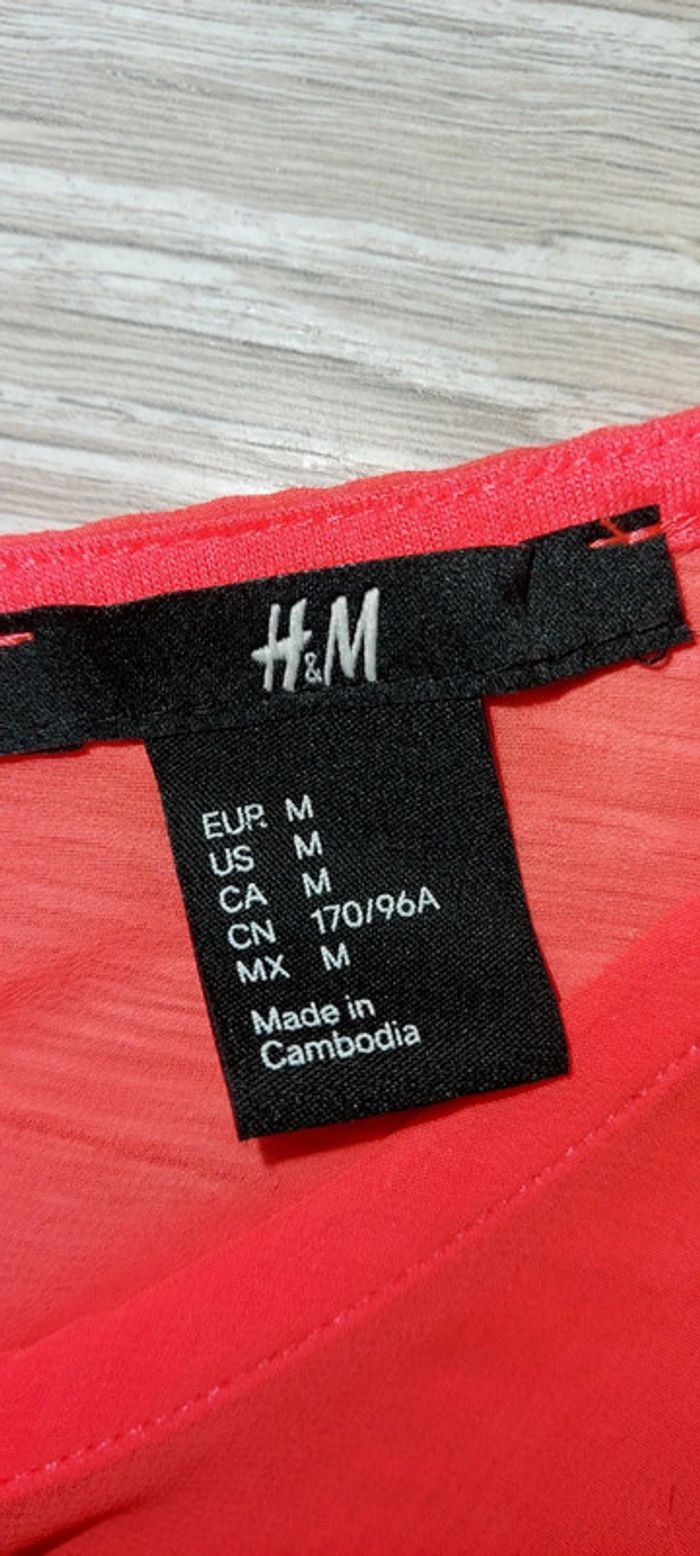 H&M
EUR M
US M
CA M
CN 170/96A
MX M
Made in
Cambodia